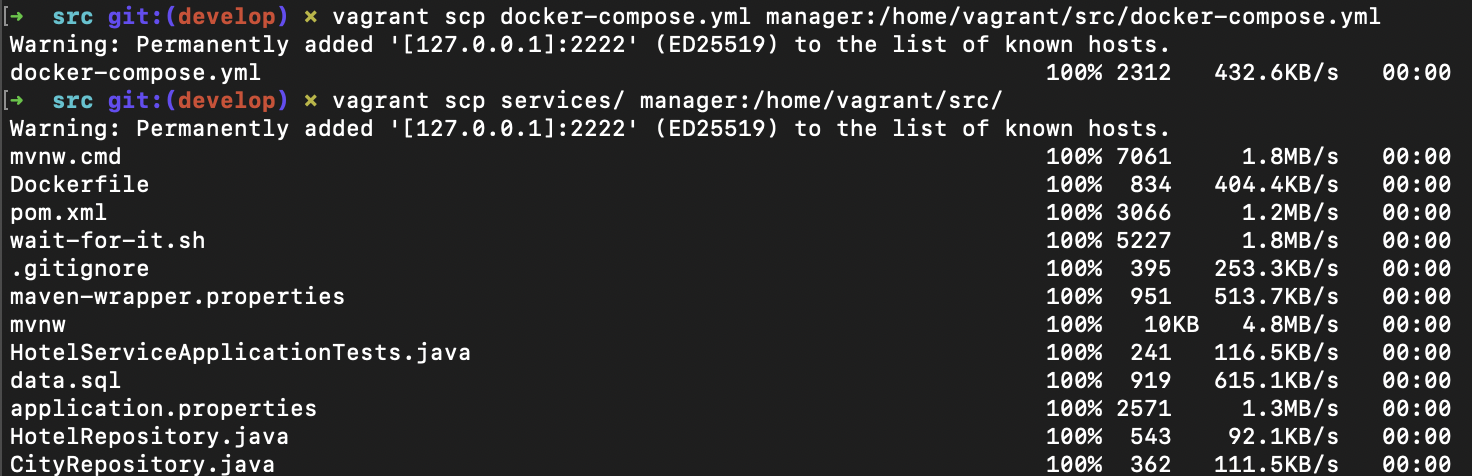 [➜  src git:(develop) × vagrant scp docker-compose.yml manager:/home/vagrant/src/docker-compose.yml
Warning: Permanently added '[127.0.0.1]:2222' (ED25519) to the list of known hosts.
docker-compose.yml 100% 2312 432.6KB/s 00:00
[➜  src git:(develop) × vagrant scp services/ manager:/home/vagrant/src/
Warning: Permanently added '[127.0.0.1]:2222' (ED25519) to the list of known hosts.
mvnw.cmd 100% 7061 1.8MB/s 00:00
Dockerfile 100% 834 404.4KB/s 00:00
pom.xml 100% 3066 1.2MB/s 00:00
wait-for-it.sh 100% 5227 1.8MB/s 00:00
.gitignore 100% 395 253.3KB/s 00:00
maven-wrapper.properties 100% 951 513.7KB/s 00:00
mvnw 100% 10KB 4.8MB/s 00:00
HotelServiceApplicationTests.java 100% 241 116.5KB/s 00:00
data.sql 100% 919 615.1KB/s 00:00
application.properties 100% 2571 1.3MB/s 00:00
HotelRepository.java 100% 543 92.1KB/s 00:00
CityRepository.java 100% 362 111.5KB/s 00:00